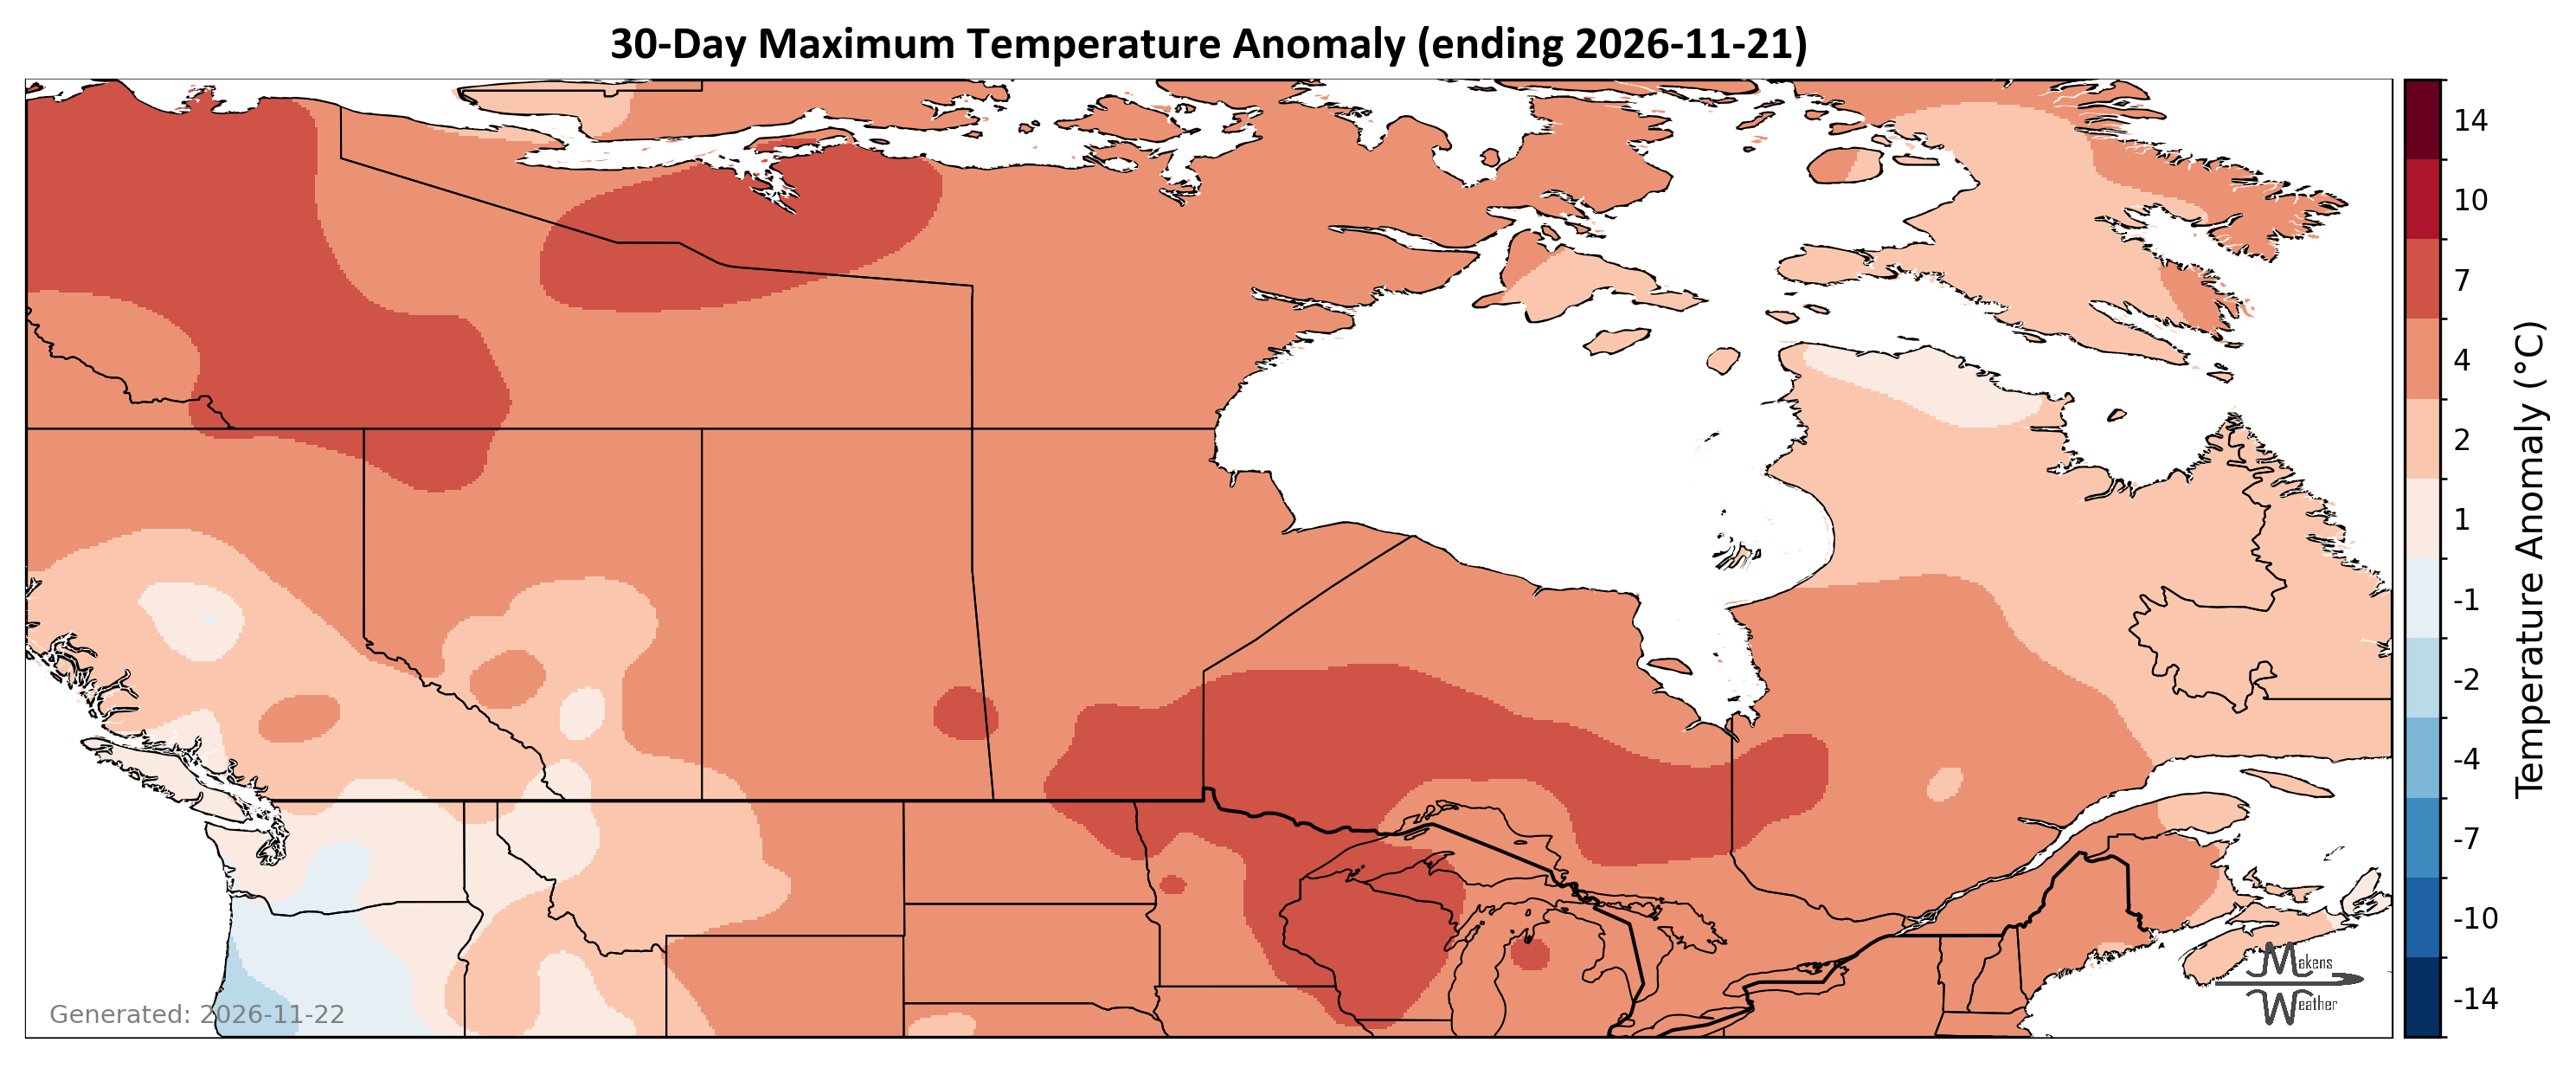 30-Day Maximum Temperature Anomaly (ending 2026-11-21)
14
10
7
4
2
1
-1
-2
-4
-7
-10
-14
Temperature Anomaly (°C)
Makens
Weather
Generated: 2026-11-22